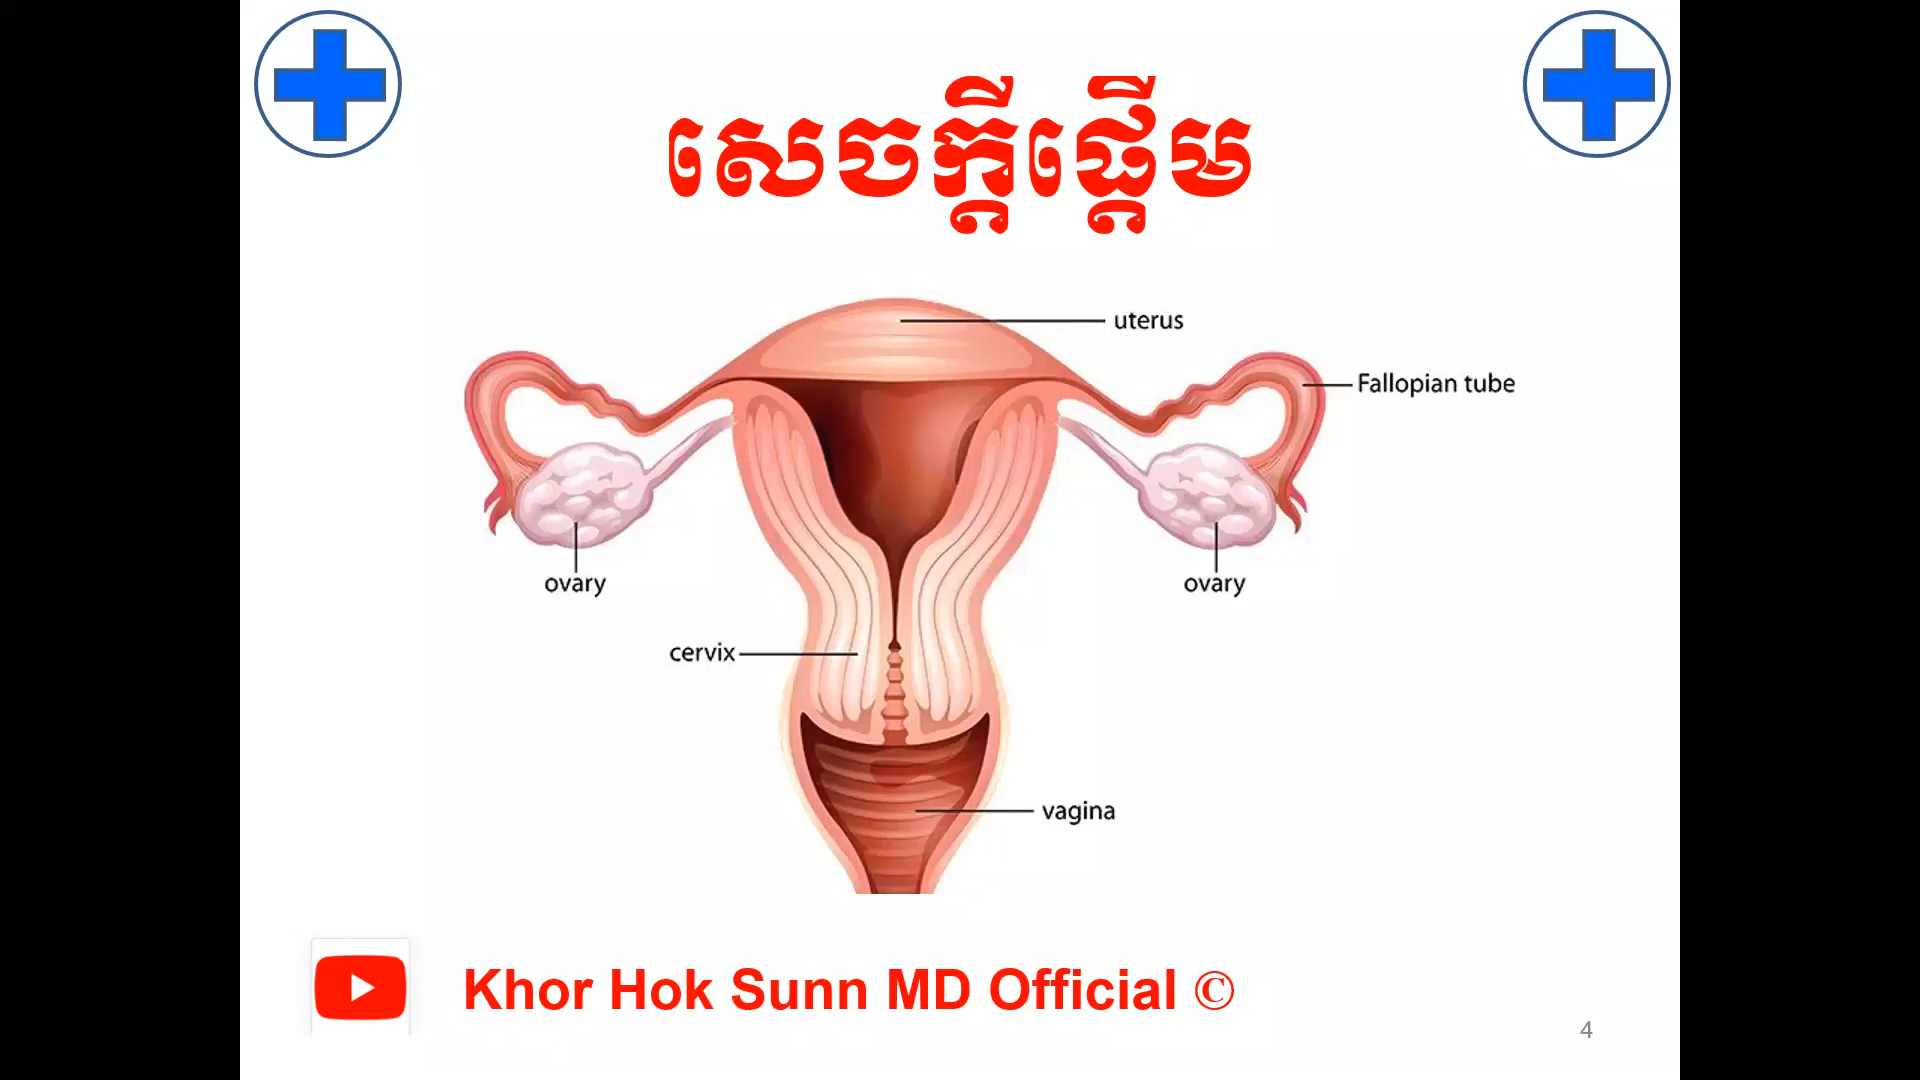 សេចក្តីផ្តើម
uterus
Fallopian tube
ovary
ovary
cervix
vagina
Khor Hok Sunn MD Official ©
4